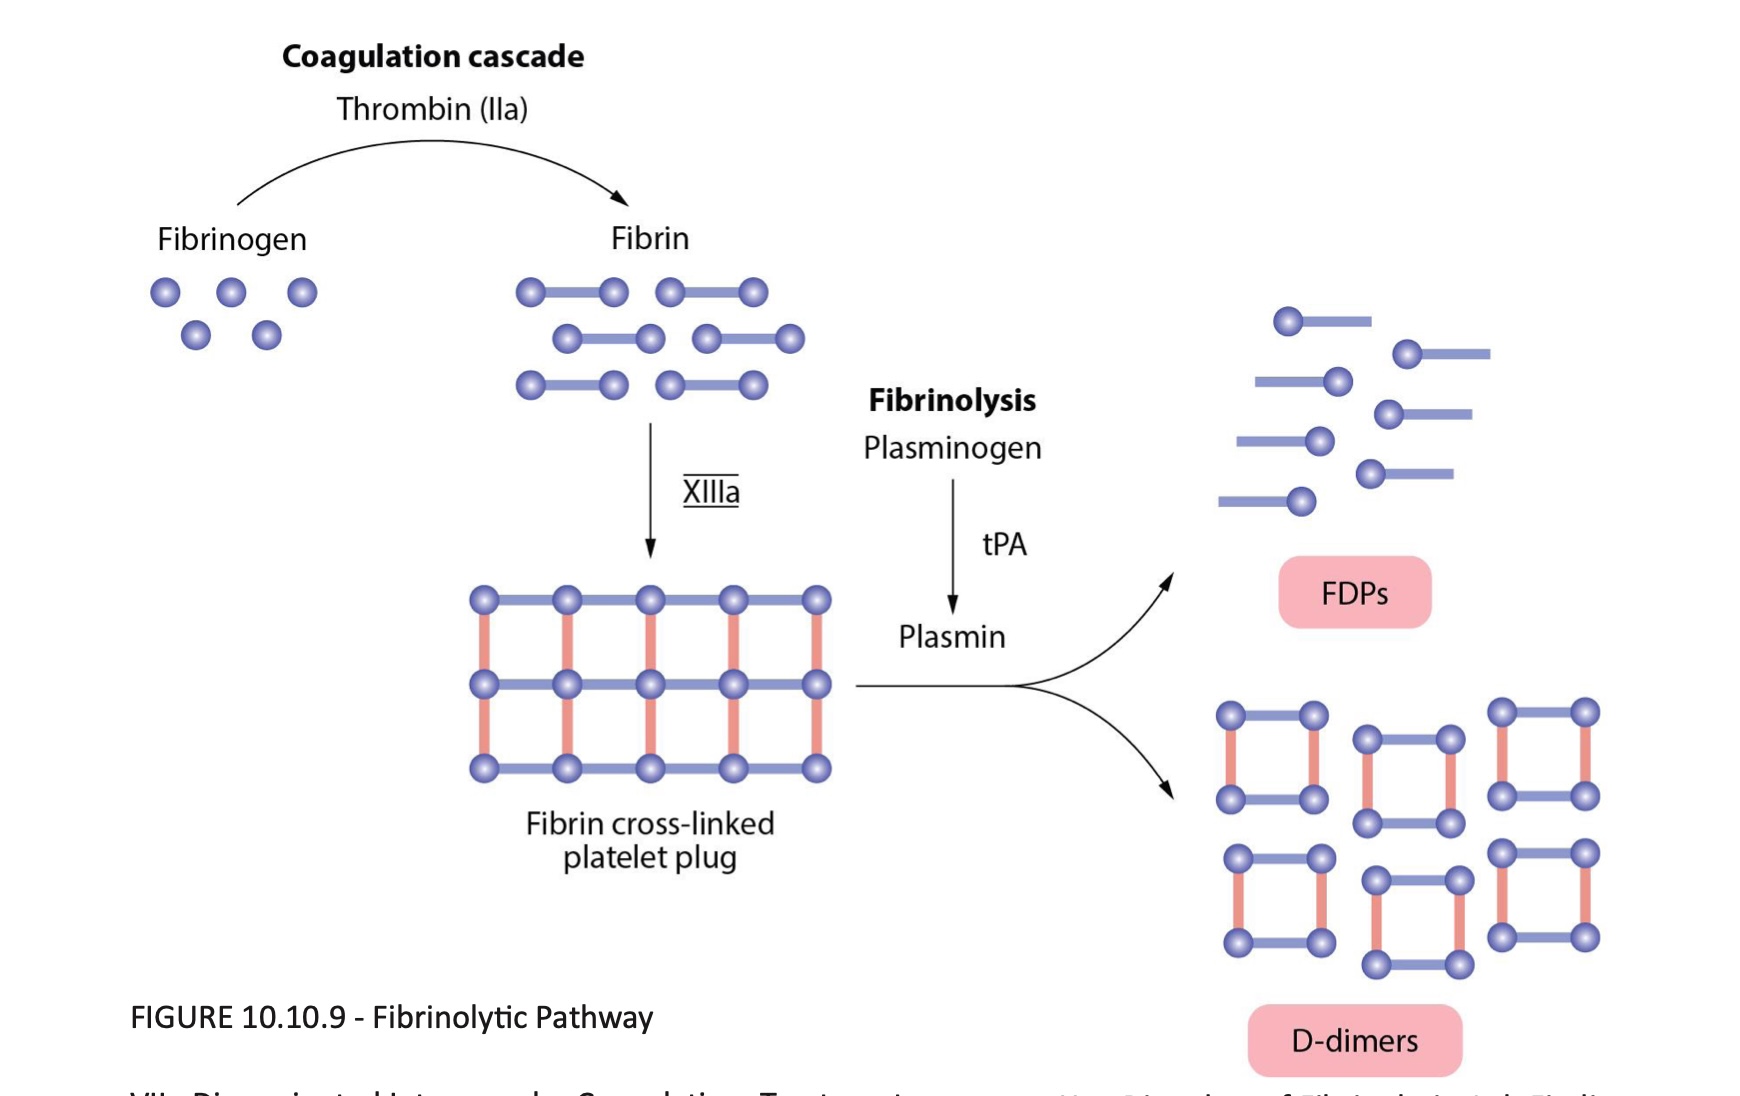 Coagulation cascade
Thrombin (IIa)
Fibrinogen
Fibrin
XIIIa
Fibrin cross-linked
platelet plug
Fibrinolysis
Plasminogen
tPA
Plasmin
FDPs
D-dimers
FIGURE 10.10.9 - Fibrinolytic Pathway